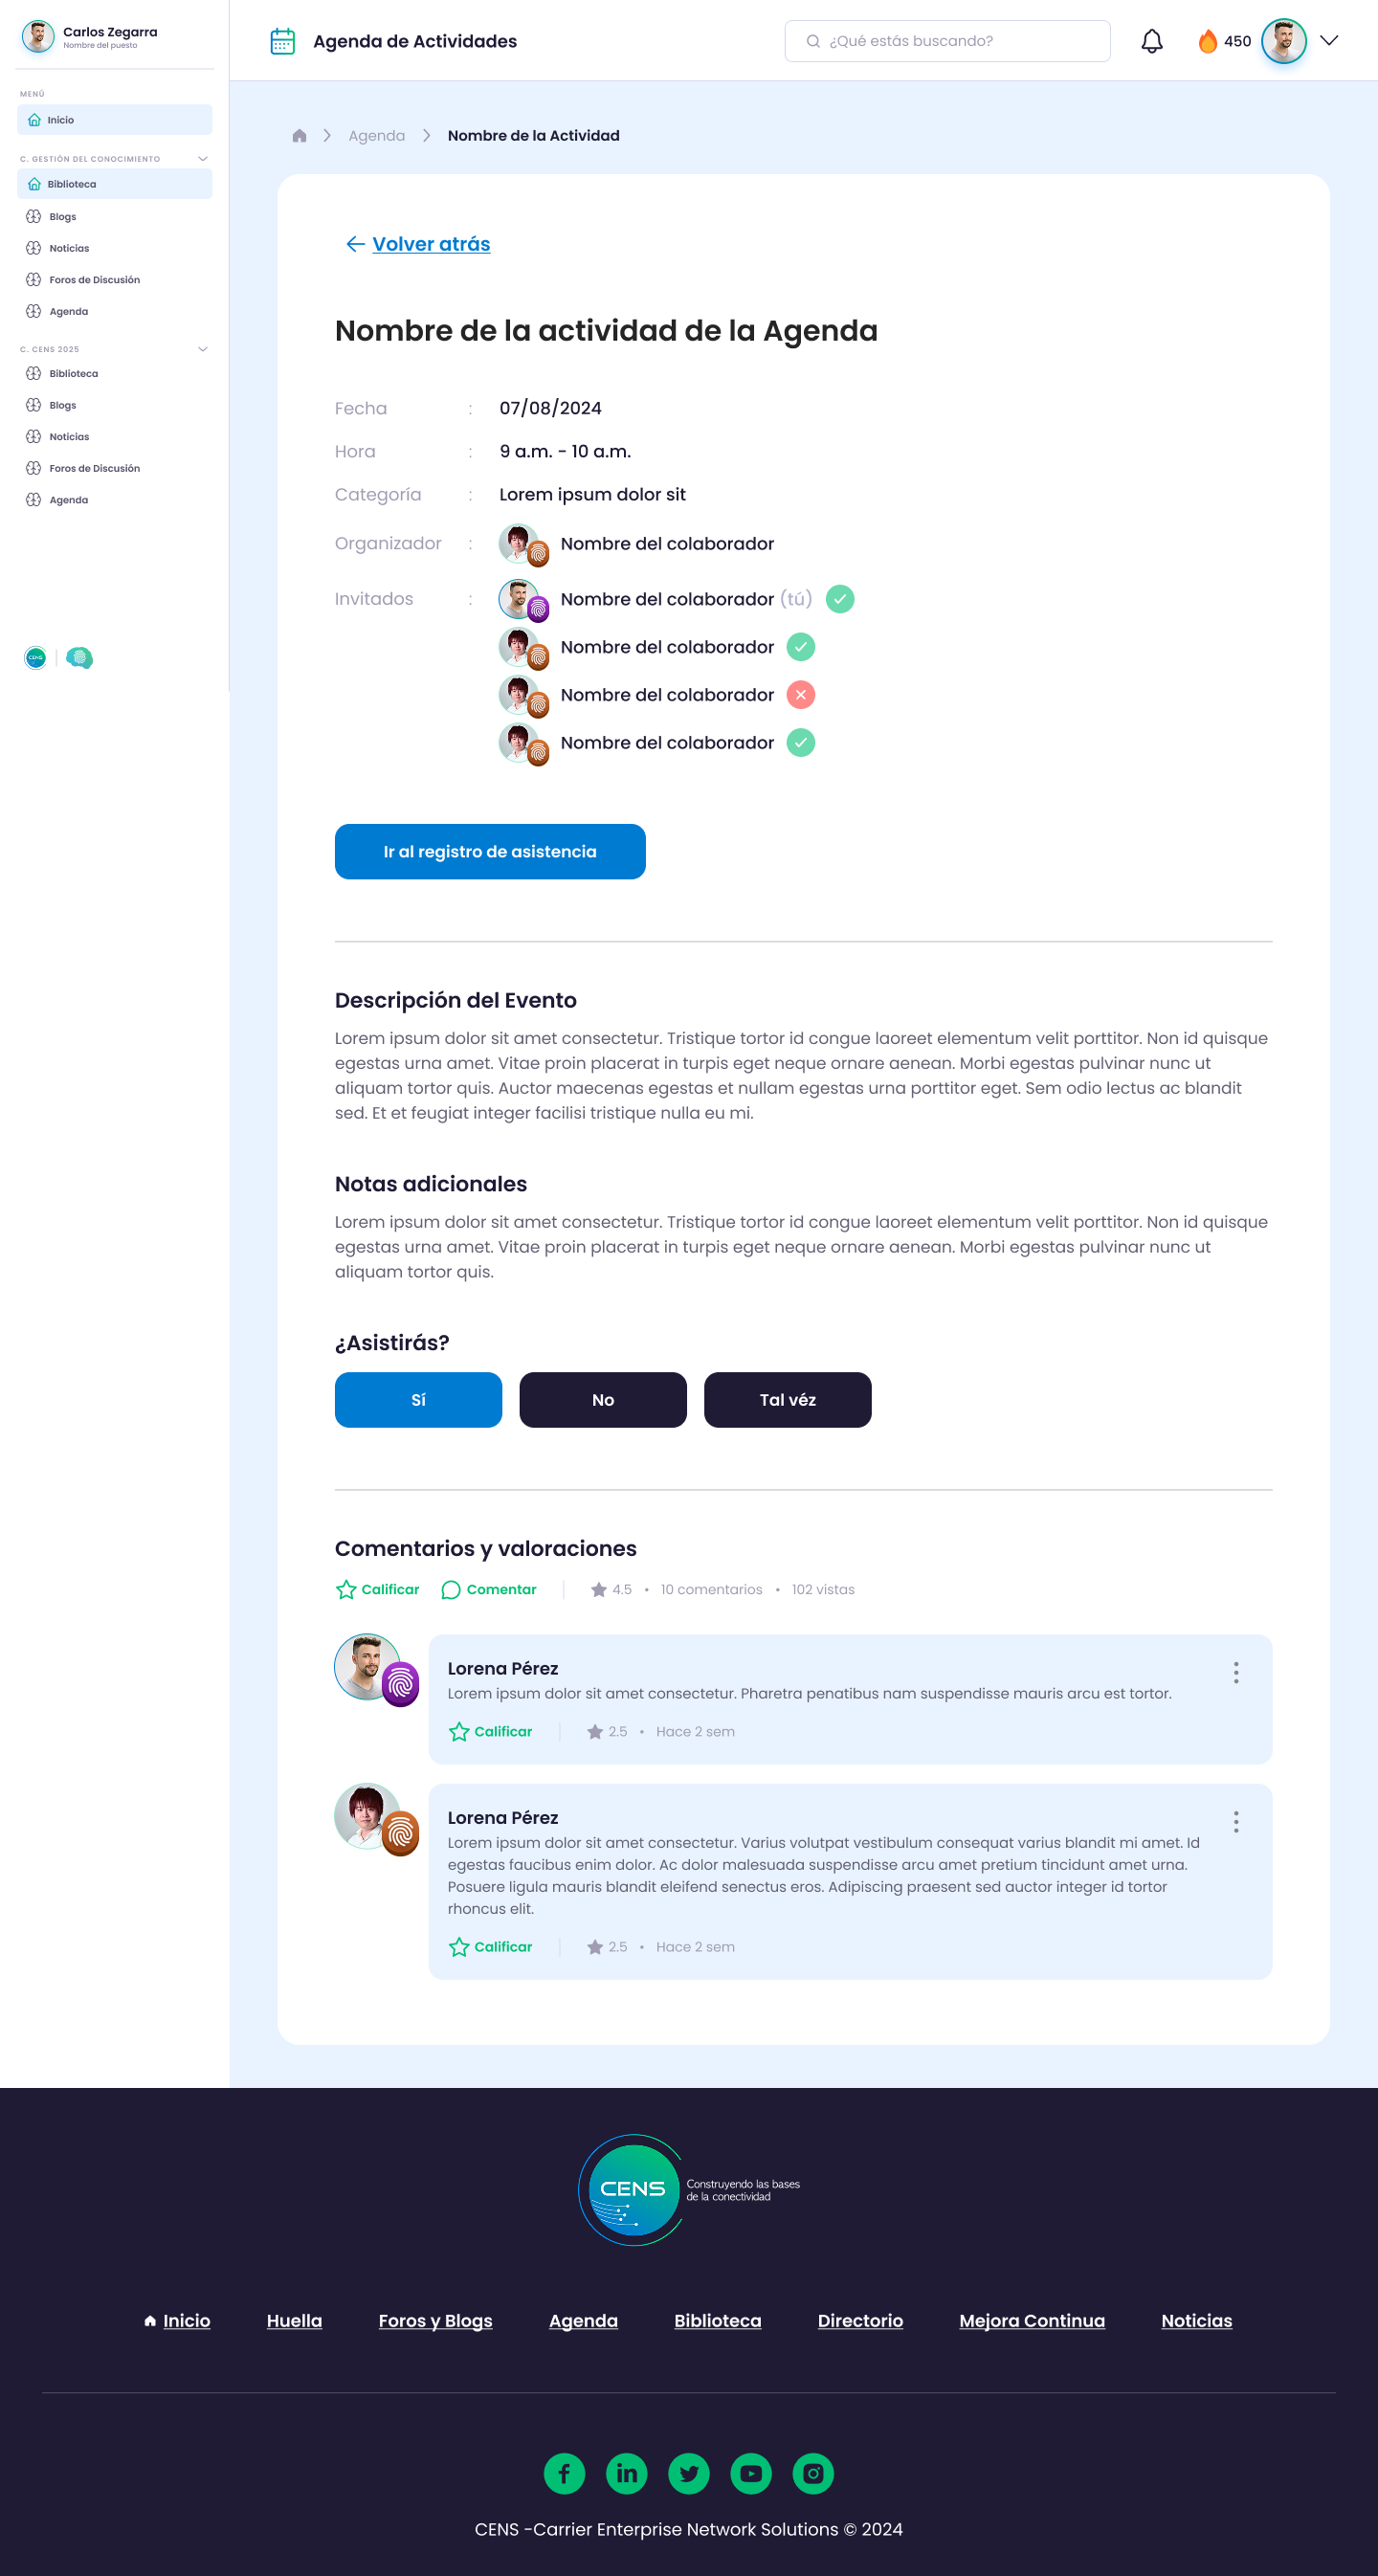 Carlos Zegarra
Nombre del puesto
MENÚ
Inicio
C. GESTIÓN DEL CONOCIMIENTO
Biblioteca
Blogs
Noticias
Foros de Discusión
Agenda
C. CENS 2025
Biblioteca
Blogs
Noticias
Foros de Discusión
Agenda
CENS
Agenda de Actividades
¿Qué estás buscando?
450
Agenda
Nombre de la Actividad
Volver atrás
Nombre de la actividad de la Agenda
Fecha : 07/08/2024
Hora : 9 a.m. - 10 a.m.
Categoría : Lorem ipsum dolor sit
Organizador : Nombre del colaborador
Invitados : Nombre del colaborador (tú)
Nombre del colaborador
Nombre del colaborador
Nombre del colaborador
Ir al registro de asistencia
Descripción del Evento
Lorem ipsum dolor sit amet consectetur. Tristique tortor id congue laoreet elementum velit porttitor. Non id quisque
egestas urna amet. Vitae proin placerat in turpis eget neque ornare aenean. Morbi egestas pulvinar nunc ut
aliquam tortor quis. Auctor maecenas egestas et nullam egestas urna porttitor eget. Sem odio lectus ac blandit
sed. Et et feugiat integer facilisi tristique nulla eu mi.
Notas adicionales
Lorem ipsum dolor sit amet consectetur. Tristique tortor id congue laoreet elementum velit porttitor. Non id quisque
egestas urna amet. Vitae proin placerat in turpis eget neque ornare aenean. Morbi egestas pulvinar nunc ut
aliquam tortor quis.
¿Asistirás?
Sí No Tal véz
Comentarios y valoraciones
Calificar Comentar 4.5 • 10 comentarios • 102 vistas
Lorena Pérez
Lorem ipsum dolor sit amet consectetur. Pharetra penatibus nam suspendisse mauris arcu est tortor.
Calificar 2.5 • Hace 2 sem
Lorena Pérez
Lorem ipsum dolor sit amet consectetur. Varius volutpat vestibulum consequat varius blandit mi amet. Id
egestas faucibus enim dolor. Ac dolor malesuada suspendisse arcu amet pretium tincidunt amet urna.
Posuere ligula mauris blandit eleifend senectus eros. Adipiscing praesent sed auctor integer id tortor
rhoncus elit.
Calificar 2.5 • Hace 2 sem
CENS
Construyendo las bases
de la conectividad
Inicio Huella Foros y Blogs Agenda Biblioteca Directorio Mejora Continua Noticias
CENS -Carrier Enterprise Network Solutions © 2024